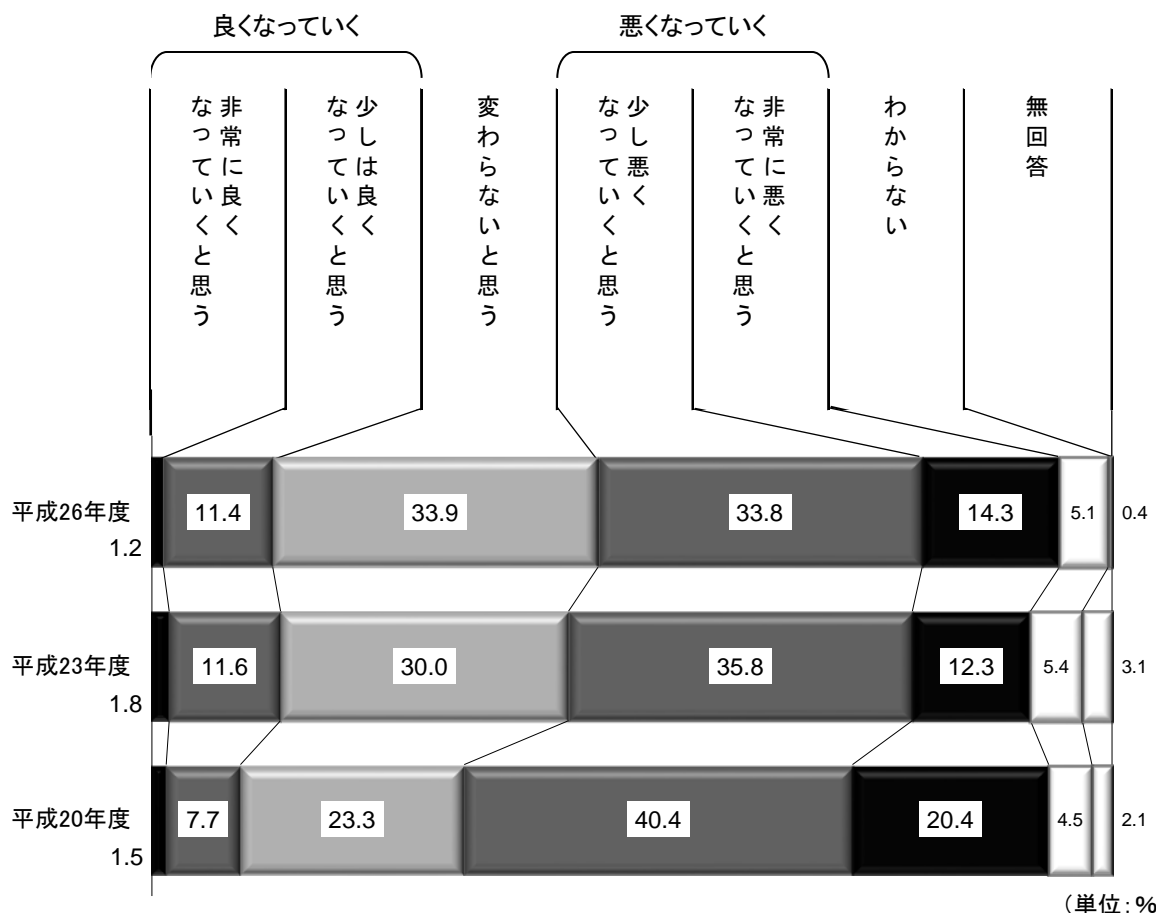 良くなっていく
悪くなっていく
非常に良く
なっていくと思う
少しは良く
なっていくと思う
変わらないと思う
少し悪く
なっていくと思う
非常に悪く
なっていくと思う
わからない
無回答
平成26年度
1.2
11.4
33.9
33.8
14.3
5.1
0.4
平成23年度
1.8
11.6
30.0
35.8
12.3
5.4
3.1
平成20年度
1.5
7.7
23.3
40.4
20.4
4.5
2.1
（単位：%